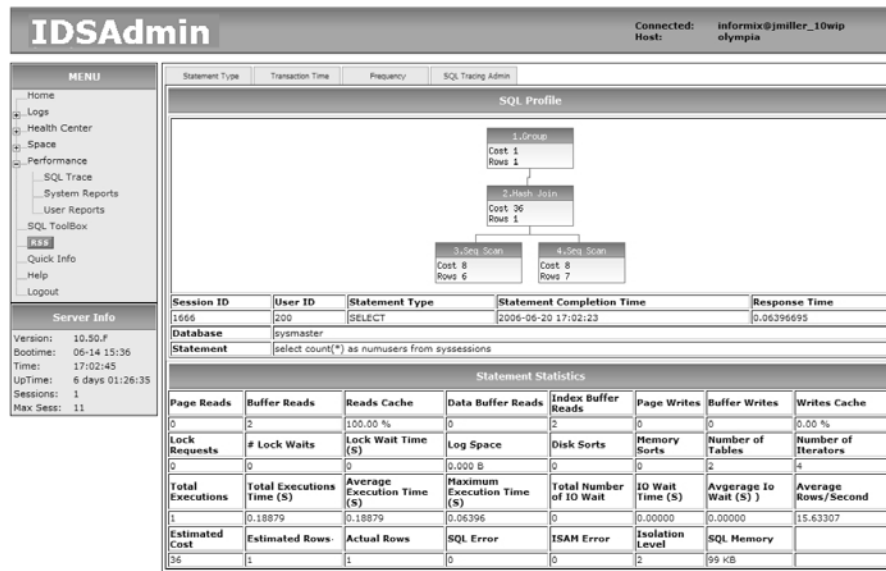 IDSAdmin
Connected: informix@jmiller_10wip
Host: olympia
MENU
Home
Logs
Health Center
Space
Performance
SQL Trace
System Reports
User Reports
SQL ToolBox
RSS
Quick Info
Help
Logout
Server Info
Version: 10.50.F
Bootime: 06-14 15:36
Time: 17:02:45
UpTime: 6 days 01:26:35
Sessions: 1
Max Sess: 11
Statement Type Transaction Time Frequency SQL Tracing Admin
SQL Profile
1.Group
Cost 1
Rows 1
2.Hash Join
Cost 36
Rows 1
3.Seq Scan
Cost 8
Rows 6
4.Seq Scan
Cost 8
Rows 7
Session ID User ID Statement Type Statement Completion Time Response Time
1666 200 SELECT 2006-06-20 17:02:23 0.06396695
Database sysmaster
Statement select count(*) as numusers from syssessions
Statement Statistics
Page Reads Buffer Reads Reads Cache Data Buffer Reads Index Buffer Reads Page Writes Buffer Writes Writes Cache
0 2 100.00 % 0 2 0 0 0.00 %
Lock Requests # Lock Waits Lock Wait Time (S) Log Space Disk Sorts Memory Sorts Number of Tables Number of Iterators
0 0 0 0.000 B 0 0 2 4
Total Executions Total Executions Time (S) Average Execution Time (S) Maximum Execution Time (S) Total Number of IO Wait IO Wait Time (S) Avgerage Io Wait (S) ) Average Rows/Second
1 0.18879 0.18879 0.06396 0 0.00000 0.00000 15.63307
Estimated Cost Estimated Rows· Actual Rows SQL Error ISAM Error Isolation Level SQL Memory
36 1 1 0 0 2 99 KB